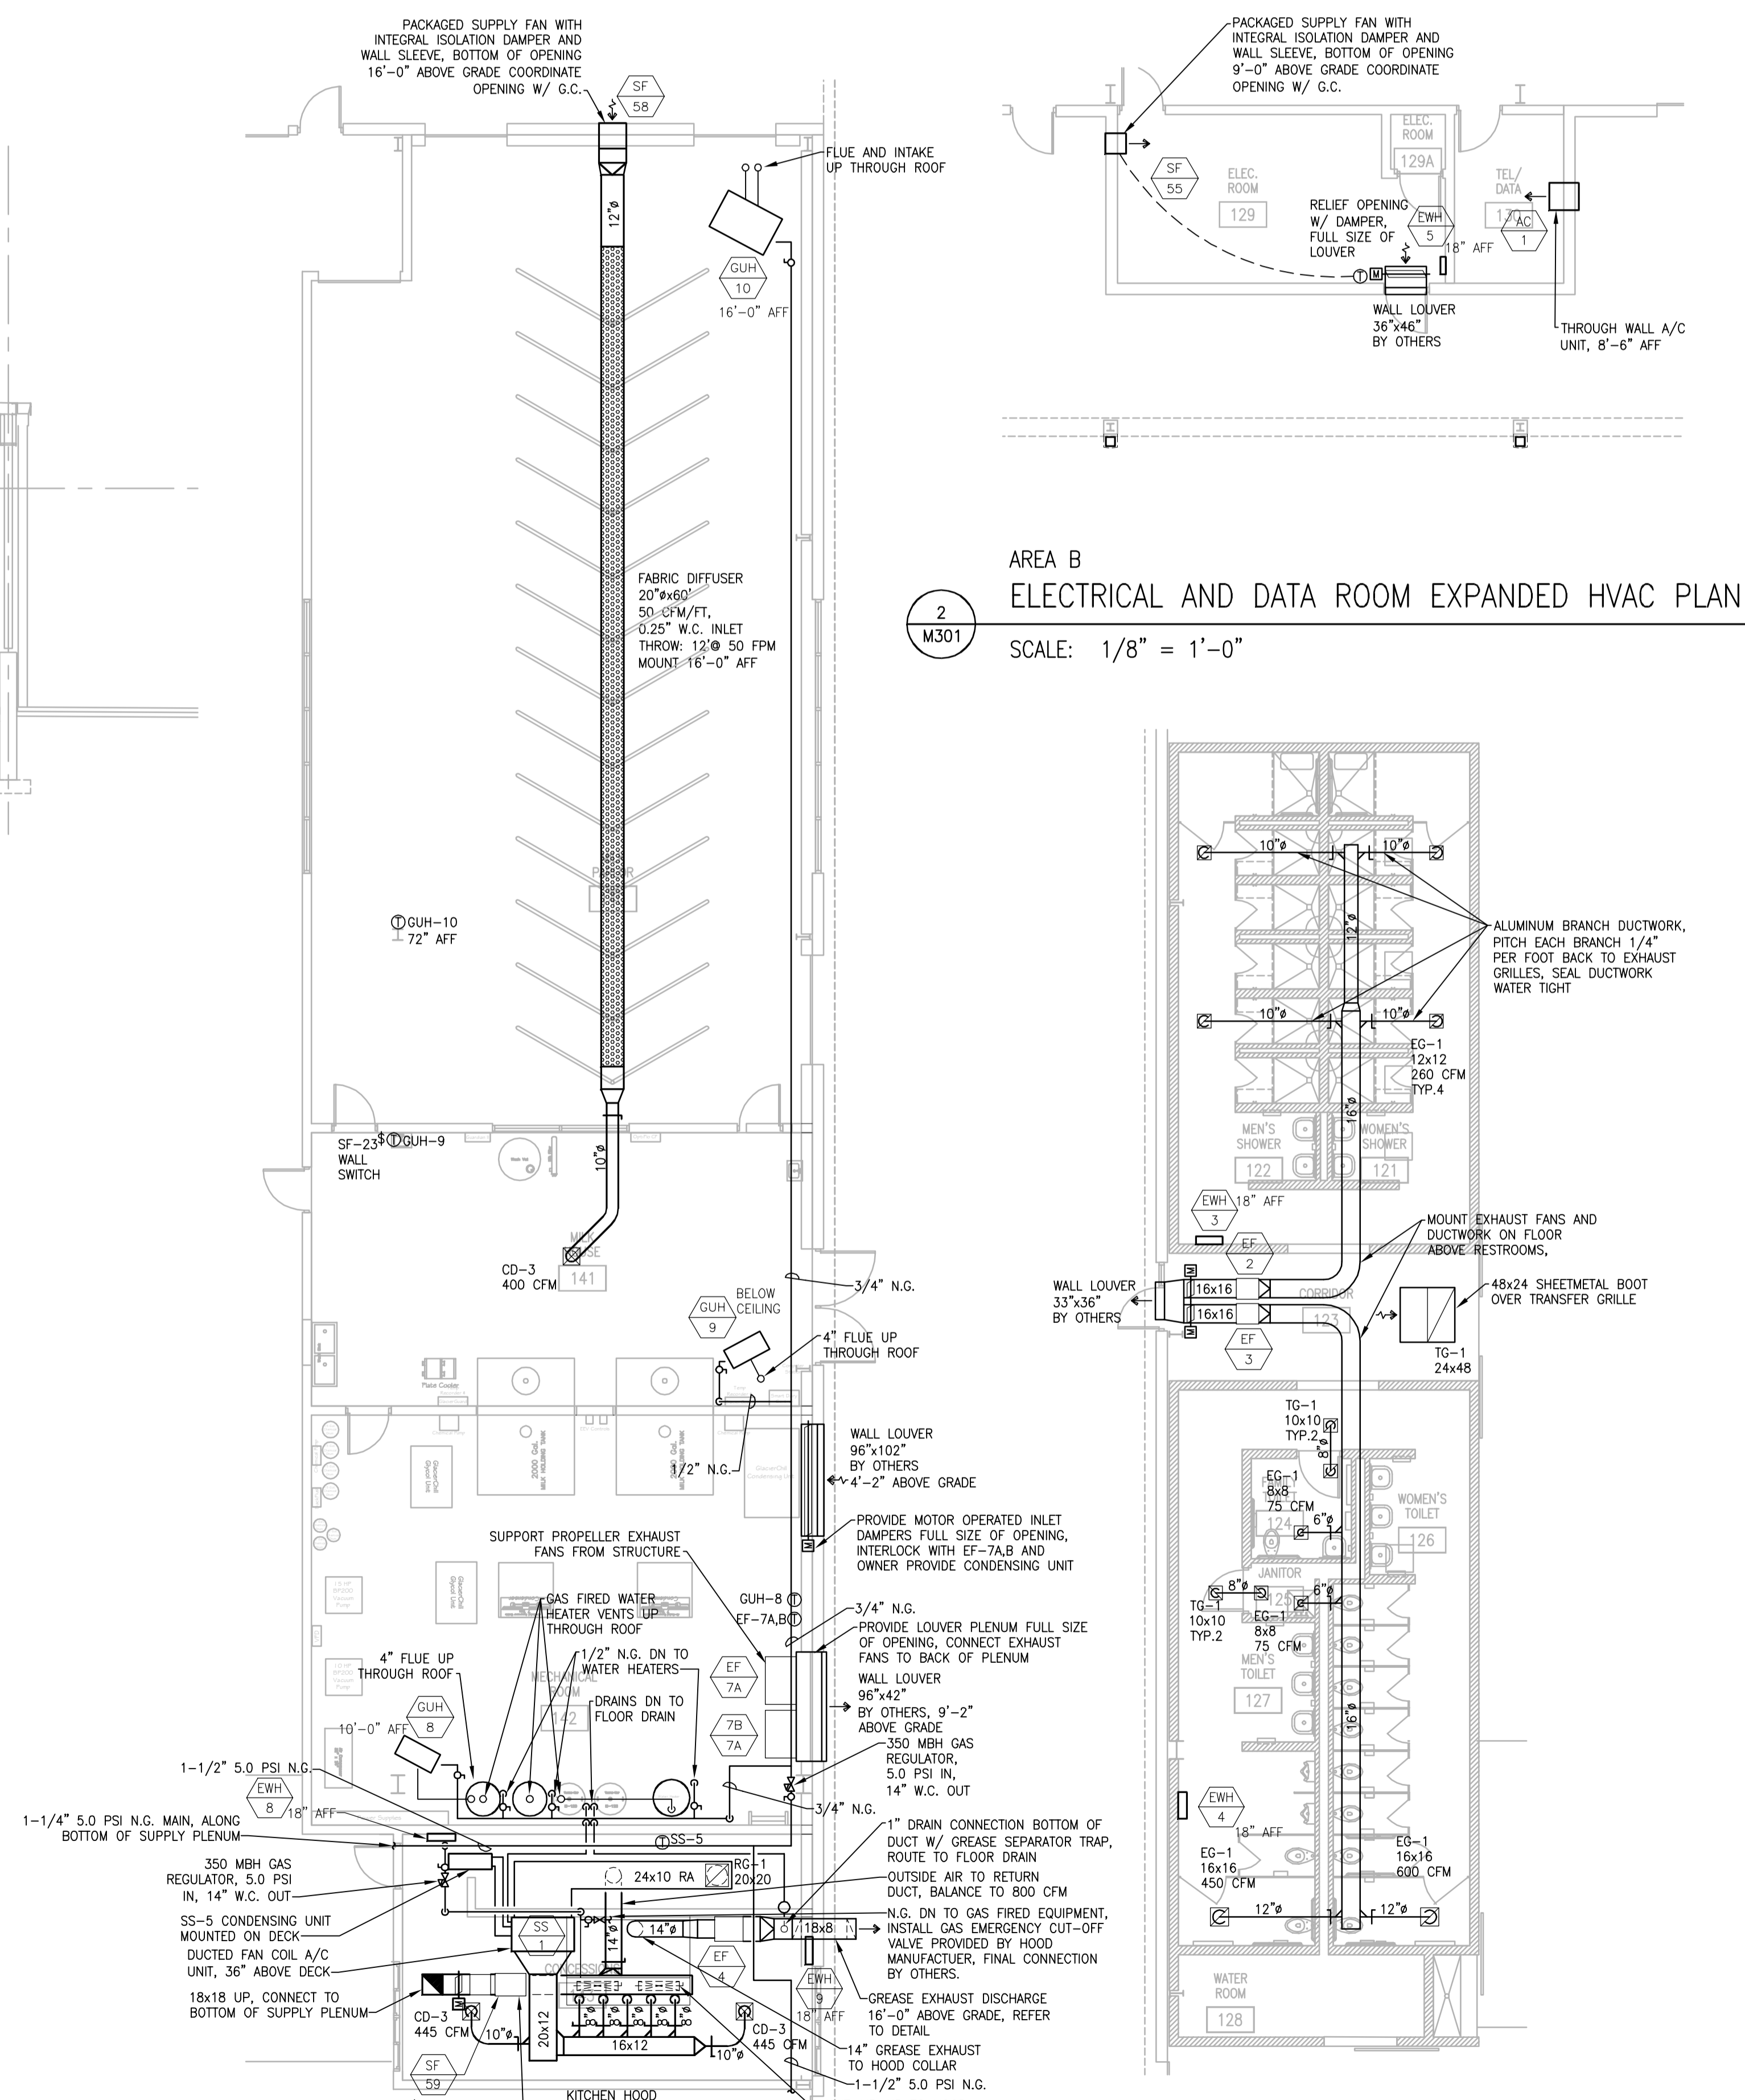 PACKAGED SUPPLY FAN WITH
INTEGRAL ISOLATION DAMPER AND
WALL SLEEVE, BOTTOM OF OPENING
16'-0" ABOVE GRADE COORDINATE
OPENING W/ G.C.
SF
58
FLUE AND INTAKE
UP THROUGH ROOF
12"ø
GUH
10
16'-0" AFF
FABRIC DIFFUSER
20"øx60'
50 CFM/FT,
0.25" W.C. INLET
THROW: 12'@ 50 FPM
MOUNT 16'-0" AFF
T GUH-10
72" AFF
SF-23
WALL
SWITCH
$ T GUH-9
10"ø
CD-3
400 CFM
141
3/4" N.G.
GUH
9
BELOW
CEILING
4" FLUE UP
THROUGH ROOF
Plate Cooler
2000 Gal.
MILK HOLDING TANK
1/2" N.G.
GlacierChill
Glycol Unit
GlacierChill
Condensing Unit
WALL LOUVER
96"x102"
BY OTHERS
4'-2" ABOVE GRADE
M
PROVIDE MOTOR OPERATED INLET
DAMPERS FULL SIZE OF OPENING,
INTERLOCK WITH EF-7A,B AND
OWNER PROVIDE CONDENSING UNIT
SUPPORT PROPELLER EXHAUST
FANS FROM STRUCTURE
GlacierChill
Glycol Unit
GAS FIRED WATER
HEATER VENTS UP
THROUGH ROOF
GUH-8 T
EF-7A,B T
3/4" N.G.
PROVIDE LOUVER PLENUM FULL SIZE
OF OPENING, CONNECT EXHAUST
FANS TO BACK OF PLENUM
4" FLUE UP
THROUGH ROOF
1/2" N.G. DN TO
WATER HEATERS
MECHANICAL
ROOM
142
DRAINS DN TO
FLOOR DRAIN
EF
7A
7B
7A
WALL LOUVER
96"x42"
BY OTHERS, 9'-2"
ABOVE GRADE
GUH
8
10'-0" AFF
350 MBH GAS
REGULATOR,
5.0 PSI IN,
14" W.C. OUT
1-1/2" 5.0 PSI N.G.
EWH
8
18" AFF
3/4" N.G.
1-1/4" 5.0 PSI N.G. MAIN, ALONG
BOTTOM OF SUPPLY PLENUM
T SS-5
1" DRAIN CONNECTION BOTTOM OF
DUCT W/ GREASE SEPARATOR TRAP,
ROUTE TO FLOOR DRAIN
350 MBH GAS
REGULATOR, 5.0 PSI
IN, 14" W.C. OUT
24x10 RA
RG-1
20x20
OUTSIDE AIR TO RETURN
DUCT, BALANCE TO 800 CFM
SS-5 CONDENSING UNIT
MOUNTED ON DECK
SS
1
14"ø
14"ø
18x8
N.G. DN TO GAS FIRED EQUIPMENT,
INSTALL GAS EMERGENCY CUT-OFF
VALVE PROVIDED BY HOOD
MANUFACTUER, FINAL CONNECTION
BY OTHERS.
DUCTED FAN COIL A/C
UNIT, 36" ABOVE DECK
EF
4
EWH
9
18" AFF
GREASE EXHAUST DISCHARGE
16'-0" ABOVE GRADE, REFER
TO DETAIL
18x18 UP, CONNECT TO
BOTTOM OF SUPPLY PLENUM
M
CD-3
445 CFM
10"ø
20x12
8"ø
8"ø
8"ø
8"ø
8"ø
16x12
10"ø
CD-3
445 CFM
14" GREASE EXHAUST
TO HOOD COLLAR
1-1/2" 5.0 PSI N.G.
SF
59
KITCHEN HOOD
PACKAGED SUPPLY FAN WITH
INTEGRAL ISOLATION DAMPER AND
WALL SLEEVE, BOTTOM OF OPENING
9'-0" ABOVE GRADE COORDINATE
OPENING W/ G.C.
ELEC.
ROOM
129A
SF
55
ELEC.
ROOM
129
TEL/
DATA
130
RELIEF OPENING
W/ DAMPER,
FULL SIZE OF
LOUVER
EWH
5
18" AFF
AC
1
T M
WALL LOUVER
36"x46"
BY OTHERS
THROUGH WALL A/C
UNIT, 8'-6" AFF
AREA B
2
M301
ELECTRICAL AND DATA ROOM EXPANDED HVAC PLAN
SCALE: 1/8" = 1'-0"
10"ø
10"ø
12"ø
ALUMINUM BRANCH DUCTWORK,
PITCH EACH BRANCH 1/4"
PER FOOT BACK TO EXHAUST
GRILLES, SEAL DUCTWORK
WATER TIGHT
10"ø
10"ø
EG-1
12x12
260 CFM
TYP.4
16"ø
MEN'S
SHOWER
122
WOMEN'S
SHOWER
121
EWH
3
18" AFF
MOUNT EXHAUST FANS AND
DUCTWORK ON FLOOR
ABOVE RESTROOMS,
EF
2
M
WALL LOUVER
33"x36"
BY OTHERS
16x16
16x16
M
CORRIDOR
123
48x24 SHEETMETAL BOOT
OVER TRANSFER GRILLE
EF
3
TG-1
24x48
TG-1
10x10
TYP.2
8"ø
EG-1
8x8
75 CFM
124
6"ø
WOMEN'S
TOILET
126
JANITOR
125
8"ø
6"ø
TG-1
10x10
TYP.2
EG-1
8x8
75 CFM
MEN'S
TOILET
127
16"ø
EWH
4
18" AFF
EG-1
16x16
450 CFM
EG-1
16x16
600 CFM
12"ø
12"ø
WATER
ROOM
128